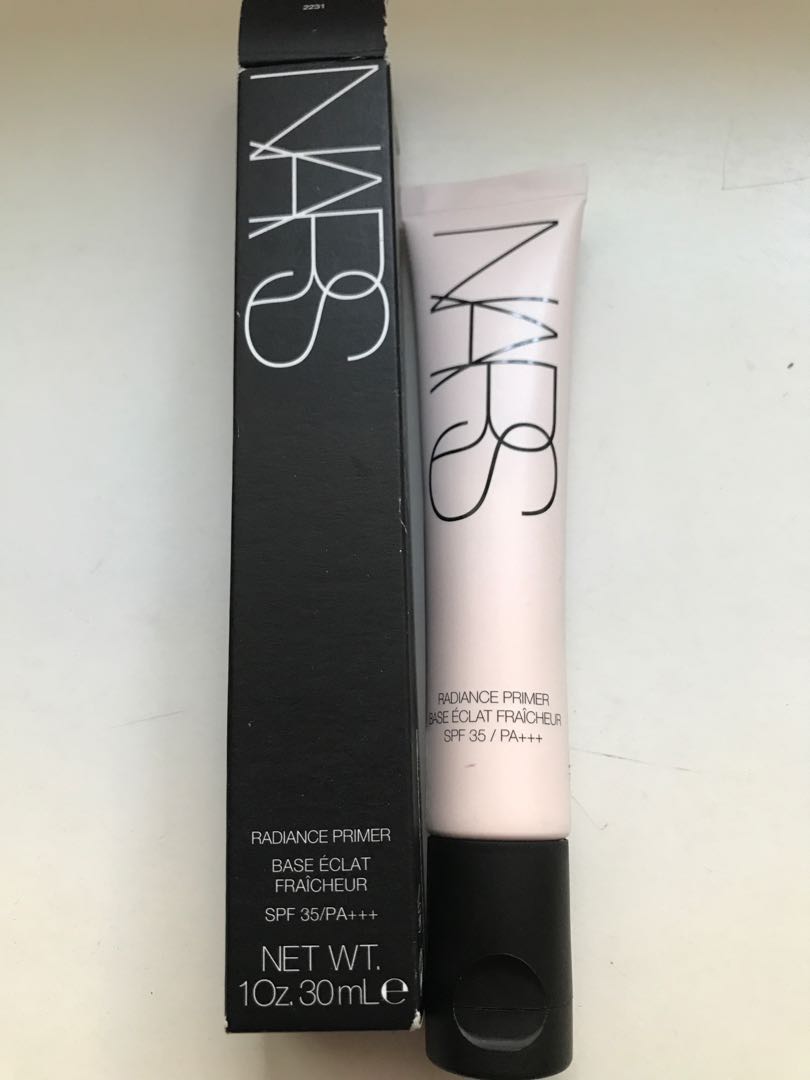 2231
NARS
RADIANCE PRIMER
BASE ÉCLAT
FRAÎCHEUR
SPF 35/PA+++
NET WT.
1Oz. 30mL℮
NARS
RADIANCE PRIMER
BASE ÉCLAT FRAÎCHEUR
SPF 35 / PA+++